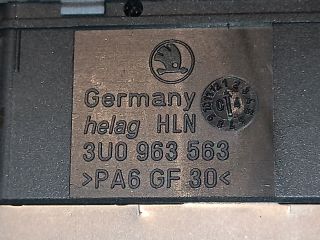 Germany
helag HLN
3U0 963 563
>PA6 GF 30<